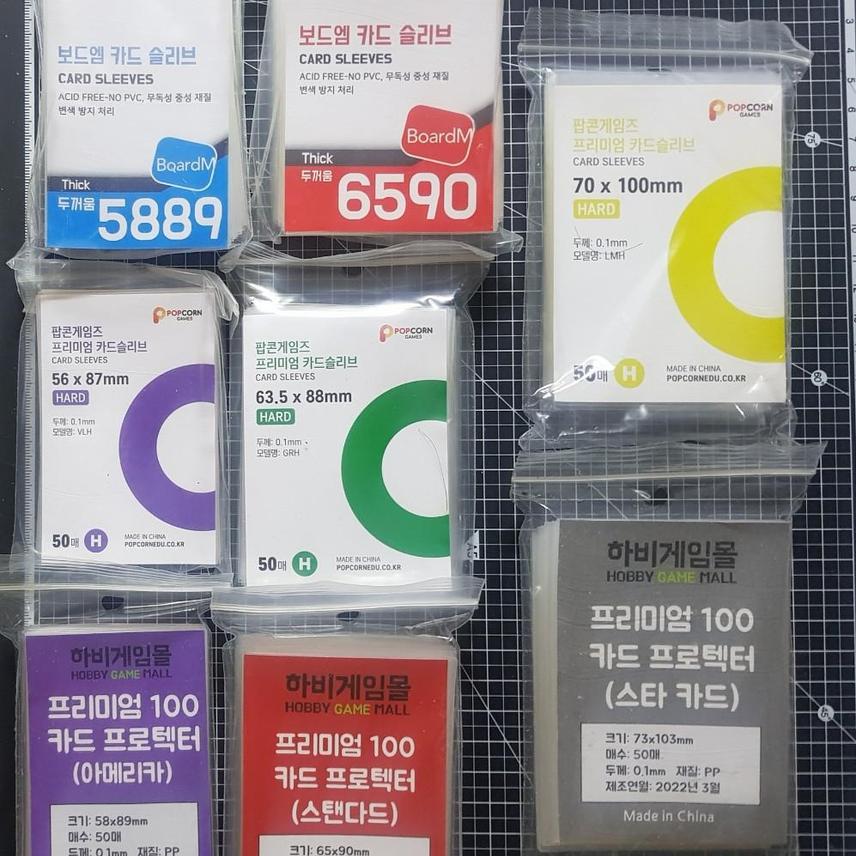 보드엠 카드 슬리브
CARD SLEEVES
ACID FREE-NO PVC, 무독성 중성 재질
변색 방지 처리
BoardM
Thick
두꺼움 5889
보드엠 카드 슬리브
CARD SLEEVES
ACID FREE-NO PVC, 무독성 중성 재질
변색 방지 처리
BoardM
Thick
두꺼움 6590
POPCORN
GAMES
팝콘게임즈
프리미엄 카드슬리브
CARD SLEEVES
70 x 100mm
HARD
두께: 0.1mm
모델명: LMH
50매 H
MADE IN CHINA
POPCORNEDU.CO.KR
POPCORN
GAMES
팝콘게임즈
프리미엄 카드슬리브
CARD SLEEVES
56 x 87mm
HARD
두께: 0.1mm
모델명: VLH
50매 H
MADE IN CHINA
POPCORNEDU.CO.KR
POPCORN
GAMES
팝콘게임즈
프리미엄 카드슬리브
CARD SLEEVES
63.5 x 88mm
HARD
두께: 0.1mm
모델명: GRH
50매 H
MADE IN CHINA
POPCORNEDU.CO.KR
하비게임몰
HOBBY GAME MALL
프리미엄 100
카드 프로텍터
(스타 카드)
크기: 73x103mm
매수: 50매
두께: 0.1mm 재질: PP
제조연월: 2022년 3월
Made in China
하비게임몰
HOBBY GAME MALL
프리미엄 100
카드 프로텍터
(아메리카)
크기: 58x89mm
매수: 50매
두께: 0.1mm 재질: PP
하비게임몰
HOBBY GAME MALL
프리미엄 100
카드 프로텍터
(스탠다드)
크기: 65x90mm